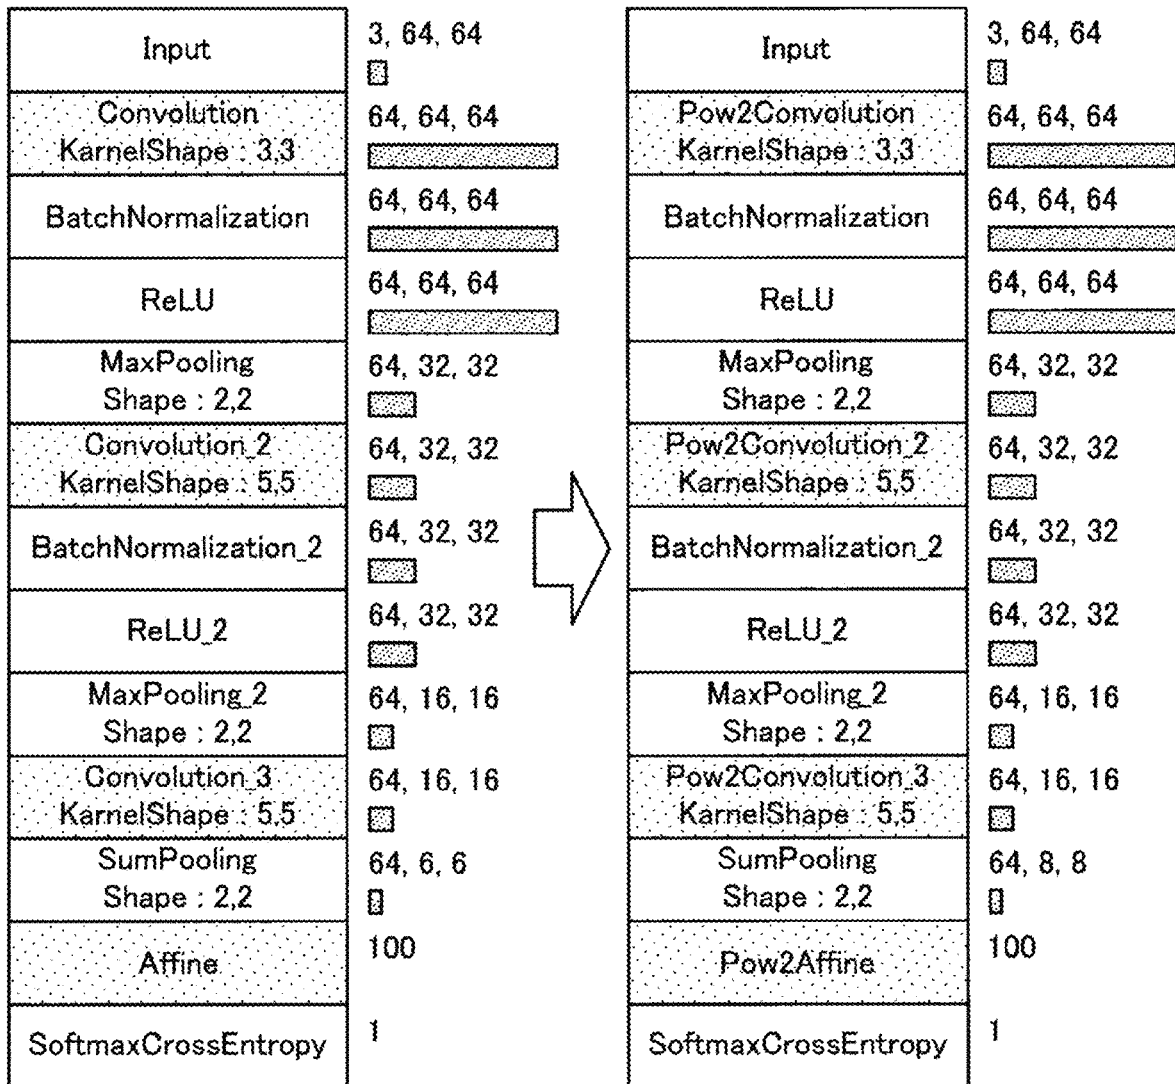 Input
3, 64, 64
Convolution
KarnelShape : 3,3
64, 64, 64
BatchNormalization
64, 64, 64
ReLU
64, 64, 64
MaxPooling
Shape : 2,2
64, 32, 32
Convolution_2
KarnelShape : 5,5
64, 32, 32
BatchNormalization_2
64, 32, 32
ReLU_2
64, 32, 32
MaxPooling_2
Shape : 2,2
64, 16, 16
Convolution_3
KarnelShape : 5,5
64, 16, 16
SumPooling
Shape : 2,2
64, 6, 6
Affine
100
SoftmaxCrossEntropy
1
Input
3, 64, 64
Pow2Convolution
KarnelShape : 3,3
64, 64, 64
BatchNormalization
64, 64, 64
ReLU
64, 64, 64
MaxPooling
Shape : 2,2
64, 32, 32
Pow2Convolution_2
KarnelShape : 5,5
64, 32, 32
BatchNormalization_2
64, 32, 32
ReLU_2
64, 32, 32
MaxPooling_2
Shape : 2,2
64, 16, 16
Pow2Convolution_3
KarnelShape : 5,5
64, 16, 16
SumPooling
Shape : 2,2
64, 8, 8
Pow2Affine
100
SoftmaxCrossEntropy
1